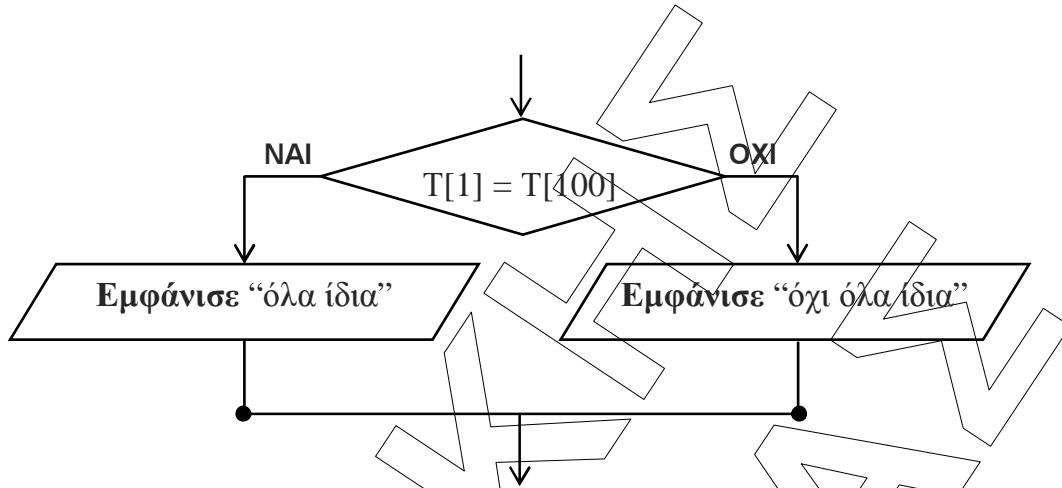 ΝΑΙ
ΟΧΙ
T[1] = T[100]
Εμφάνισε “όλα ίδια”
Εμφάνισε “όχι όλα ίδια”